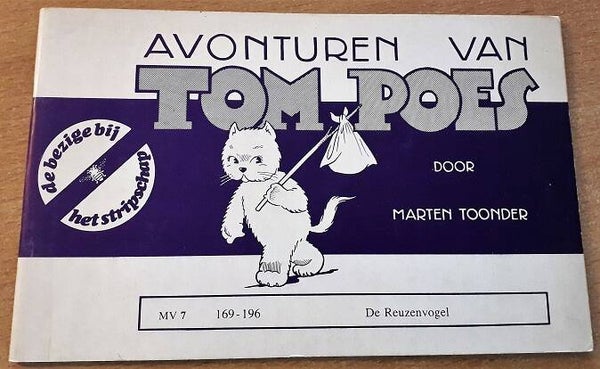 AVONTUREN VAN
TOM POES
de bezige bij
het stripschap
DOOR
MARTEN TOONDER
MV 7 169-196 De Reuzenvogel